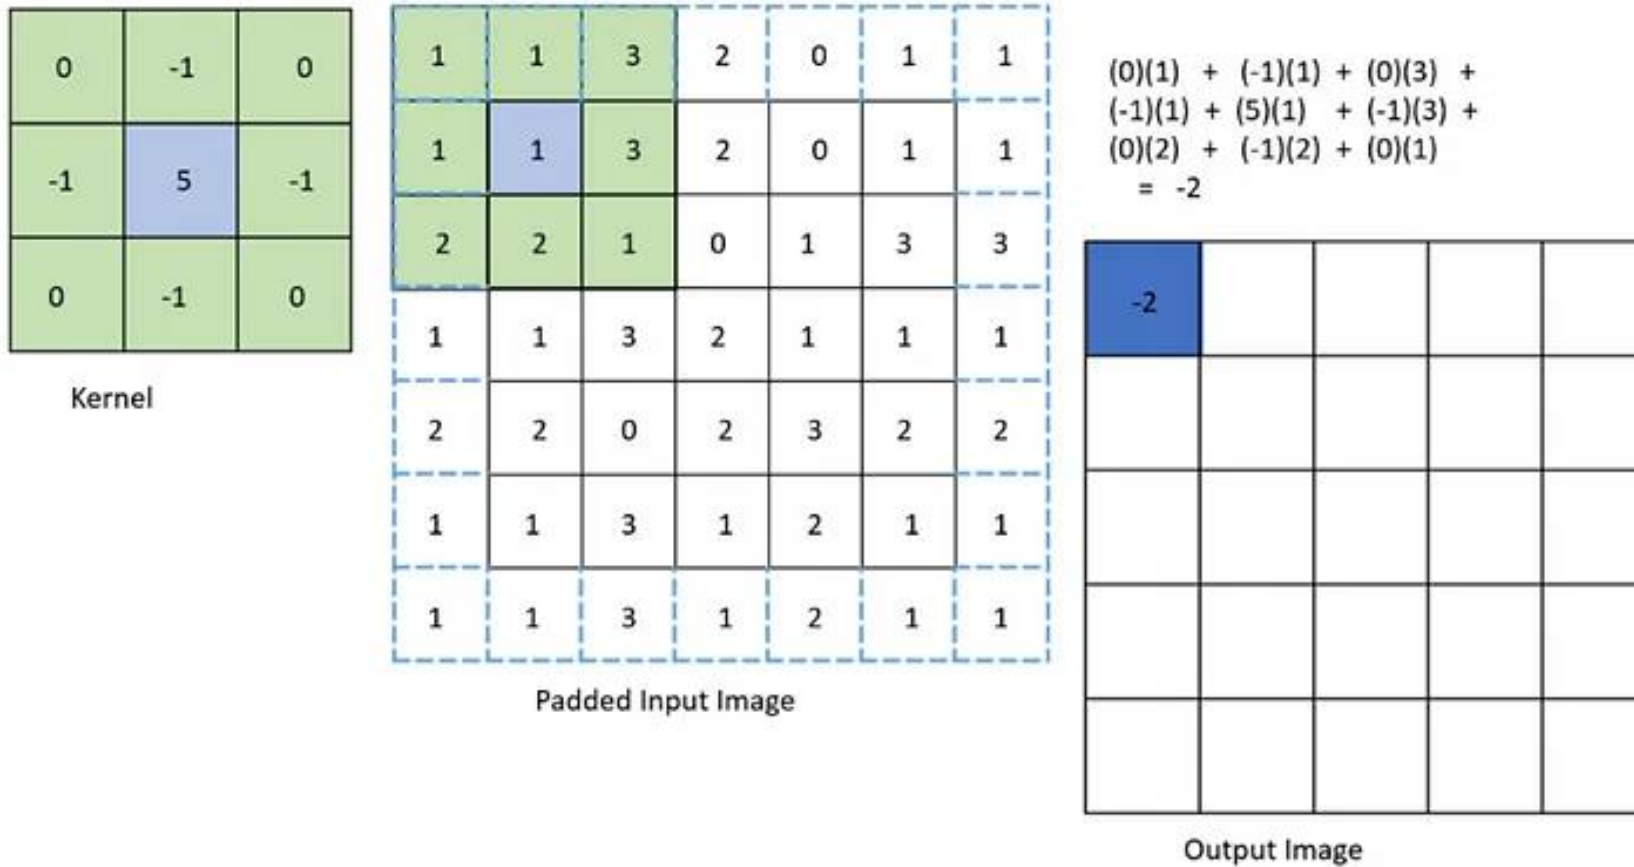 0 -1 0
-1 5 -1
0 -1 0
Kernel
1 1 3 2 0 1 1
1 1 3 2 0 1 1
2 2 1 0 1 3 3
1 1 3 2 1 1 1
2 2 0 2 3 2 2
1 1 3 1 2 1 1
1 1 3 1 2 1 1
Padded Input Image
(0)(1) + (-1)(1) + (0)(3) +
(-1)(1) + (5)(1) + (-1)(3) +
(0)(2) + (-1)(2) + (0)(1)
= -2
-2
Output Image